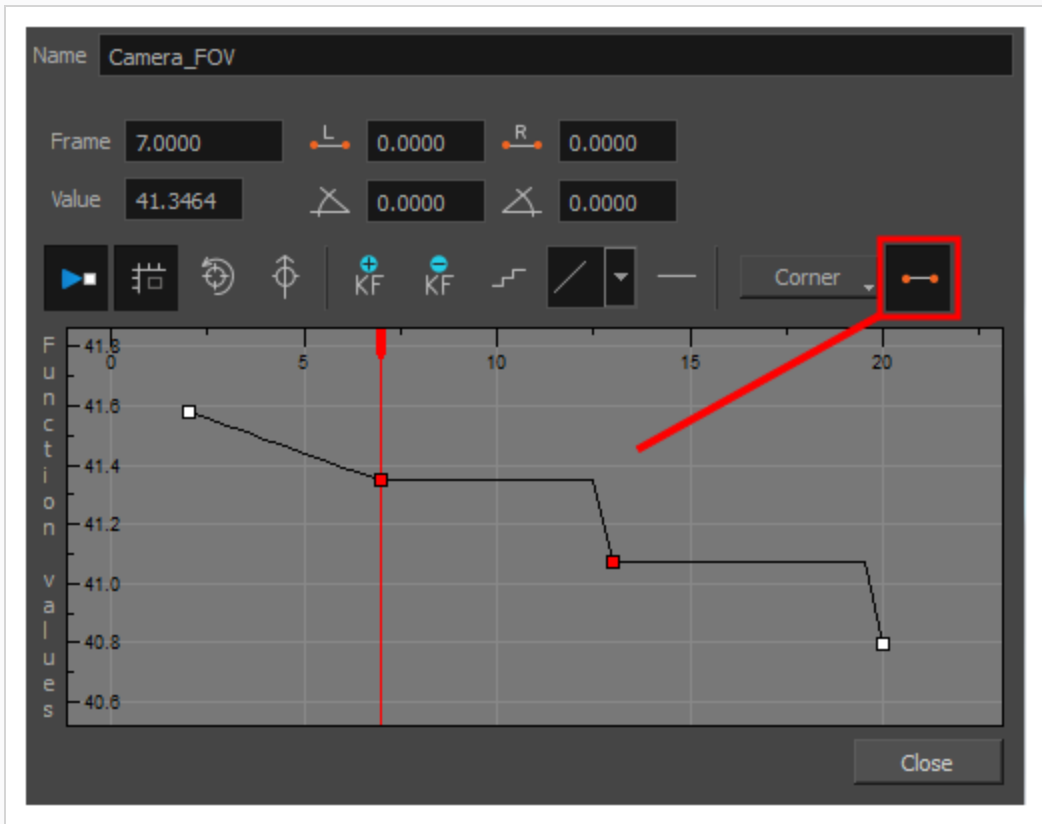 Name Camera_FOV
Frame 7.0000 L 0.0000 R 0.0000
Value 41.3464 0.0000 0.0000
KF KF Corner
Function values
41.8
0 5 10 15 20
41.6
41.4
41.2
41.0
40.8
40.6
Close